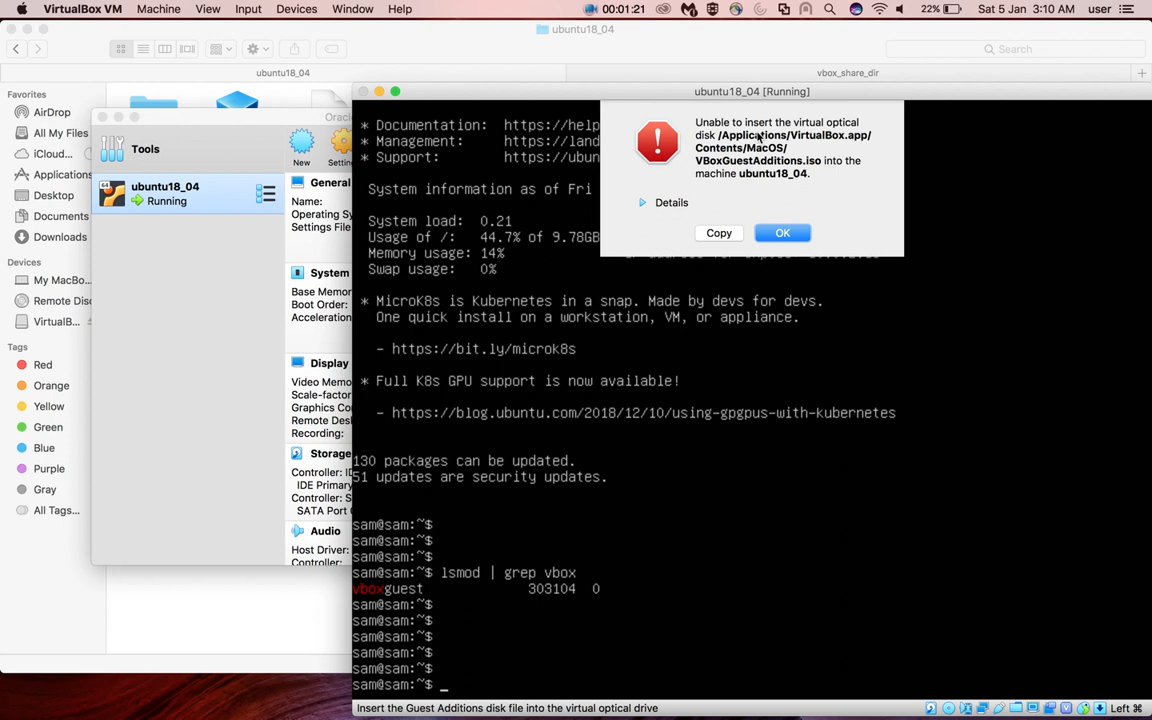 VirtualBox VM Machine View Input Devices Window Help 00:01:21 22% Sat 5 Jan 3:10 AM user
ubuntu18_04
Search
ubuntu18_04 vbox_share_dir
Favorites
AirDrop
All My Files
iCloud...
Applications
Desktop
Documents
Downloads
Devices
My MacBo...
Remote Disc
VirtualB...
Tags
Red
Orange
Yellow
Green
Blue
Purple
Gray
All Tags...
Oracle
Tools
New Settings
64
ubuntu18_04
Running
General
Name:
Operating Sy
Settings File
System
Base Memo
Boot Order:
Acceleration
Display
Video Memo
Scale-factor
Graphics Co
Remote Desk
Recording:
Storage
Controller: ID
IDE Primary
Controller: S
SATA Port
Audio
Host Driver:
Controller:
ubuntu18_04 [Running]
* Documentation: https://help
* Management: https://land
* Support: https://ubun
System information as of Fri
System load: 0.21
Usage of /: 44.7% of 9.78GB
Memory usage: 14%
Swap usage: 0%
* MicroK8s is Kubernetes in a snap. Made by devs for devs.
One quick install on a workstation, VM, or appliance.
- https://bit.ly/microk8s
* Full K8s GPU support is now available!
- https://blog.ubuntu.com/2018/12/10/using-gpgpus-with-kubernetes
130 packages can be updated.
51 updates are security updates.
sam@sam:~$
sam@sam:~$
sam@sam:~$
sam@sam:~$ lsmod | grep vbox
vboxguest 303104 0
sam@sam:~$
sam@sam:~$
sam@sam:~$
sam@sam:~$
sam@sam:~$
sam@sam:~$ _
Unable to insert the virtual optical
disk /Applications/VirtualBox.app/
Contents/MacOS/
VBoxGuestAdditions.iso into the
machine ubuntu18_04.
Details
Copy OK
Insert the Guest Additions disk file into the virtual optical drive Left ⌘